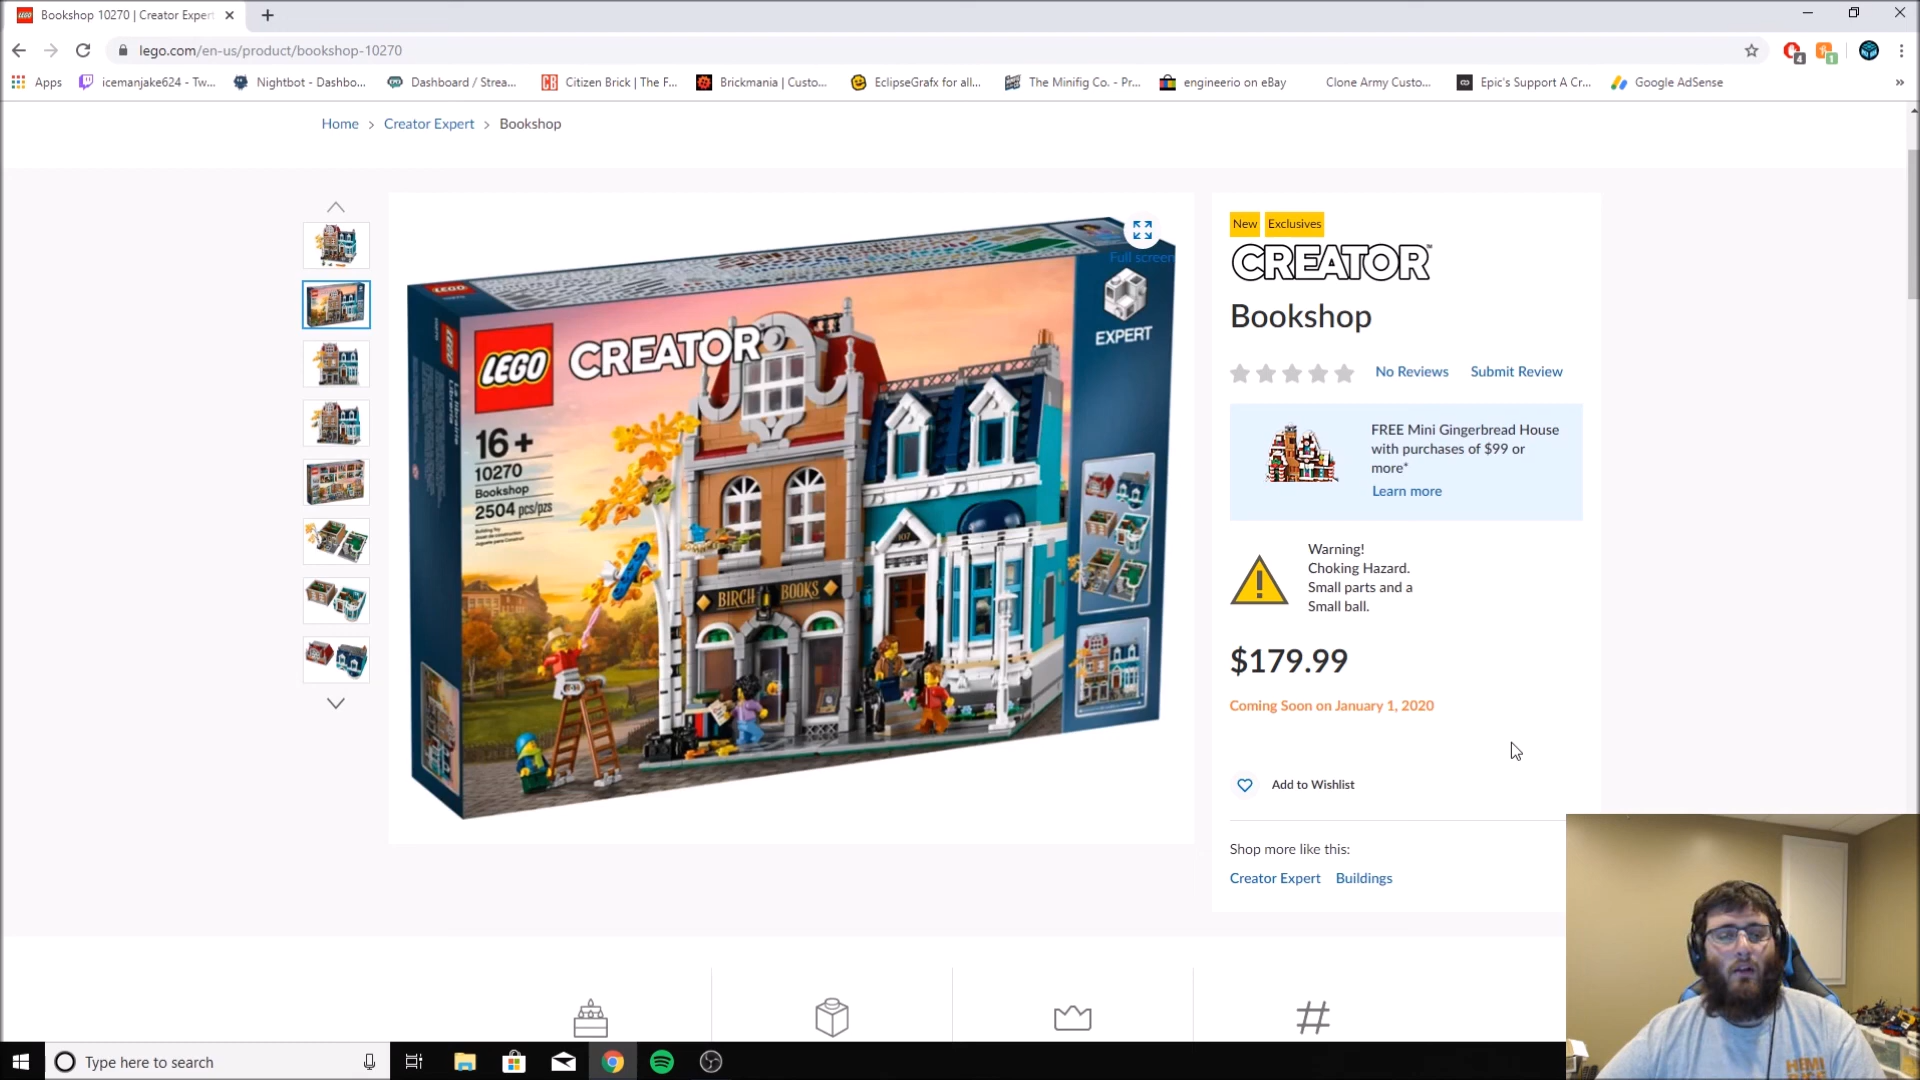 Bookshop 10270 | Creator Expert
lego.com/en-us/product/bookshop-10270
Apps
icemanjake624 - Tw...
Nightbot - Dashbo...
Dashboard / Strea...
Citizen Brick | The F...
Brickmania | Custo...
EclipseGrafx for all...
The Minifig Co. - Pr...
engineerio on eBay
Clone Army Custo...
Epic's Support A Cr...
Google AdSense
»
Home > Creator Expert > Bookshop
New
Exclusives
CREATOR
Bookshop
No Reviews
Submit Review
FREE Mini Gingerbread House
with purchases of $99 or
more*
Learn more
Warning!
Choking Hazard.
Small parts and a
Small ball.
$179.99
Coming Soon on January 1, 2020
Add to Wishlist
Shop more like this:
Creator Expert
Buildings
Full screen
LEGO
LEGO
CREATOR
EXPERT
16+
10270
Bookshop
2504 pcs/pzs
107
BIRCH BOOKS
#
Type here to search